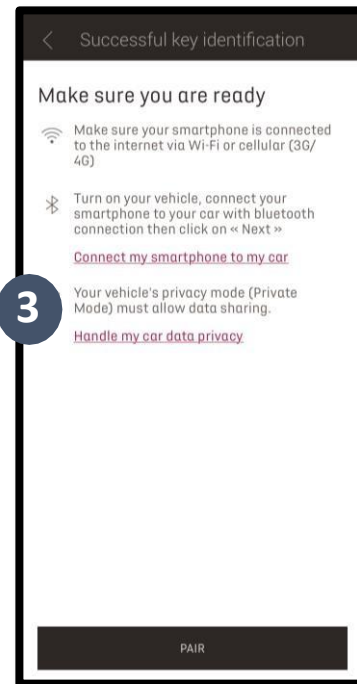 Successful key identification
Make sure you are ready
Make sure your smartphone is connected
to the internet via Wi-Fi or cellular (3G/
4G)
Turn on your vehicle, connect your
smartphone to your car with bluetooth
connection then click on « Next »
Connect my smartphone to my car
3
Your vehicle's privacy mode (Private
Mode) must allow data sharing.
Handle my car data privacy
PAIR